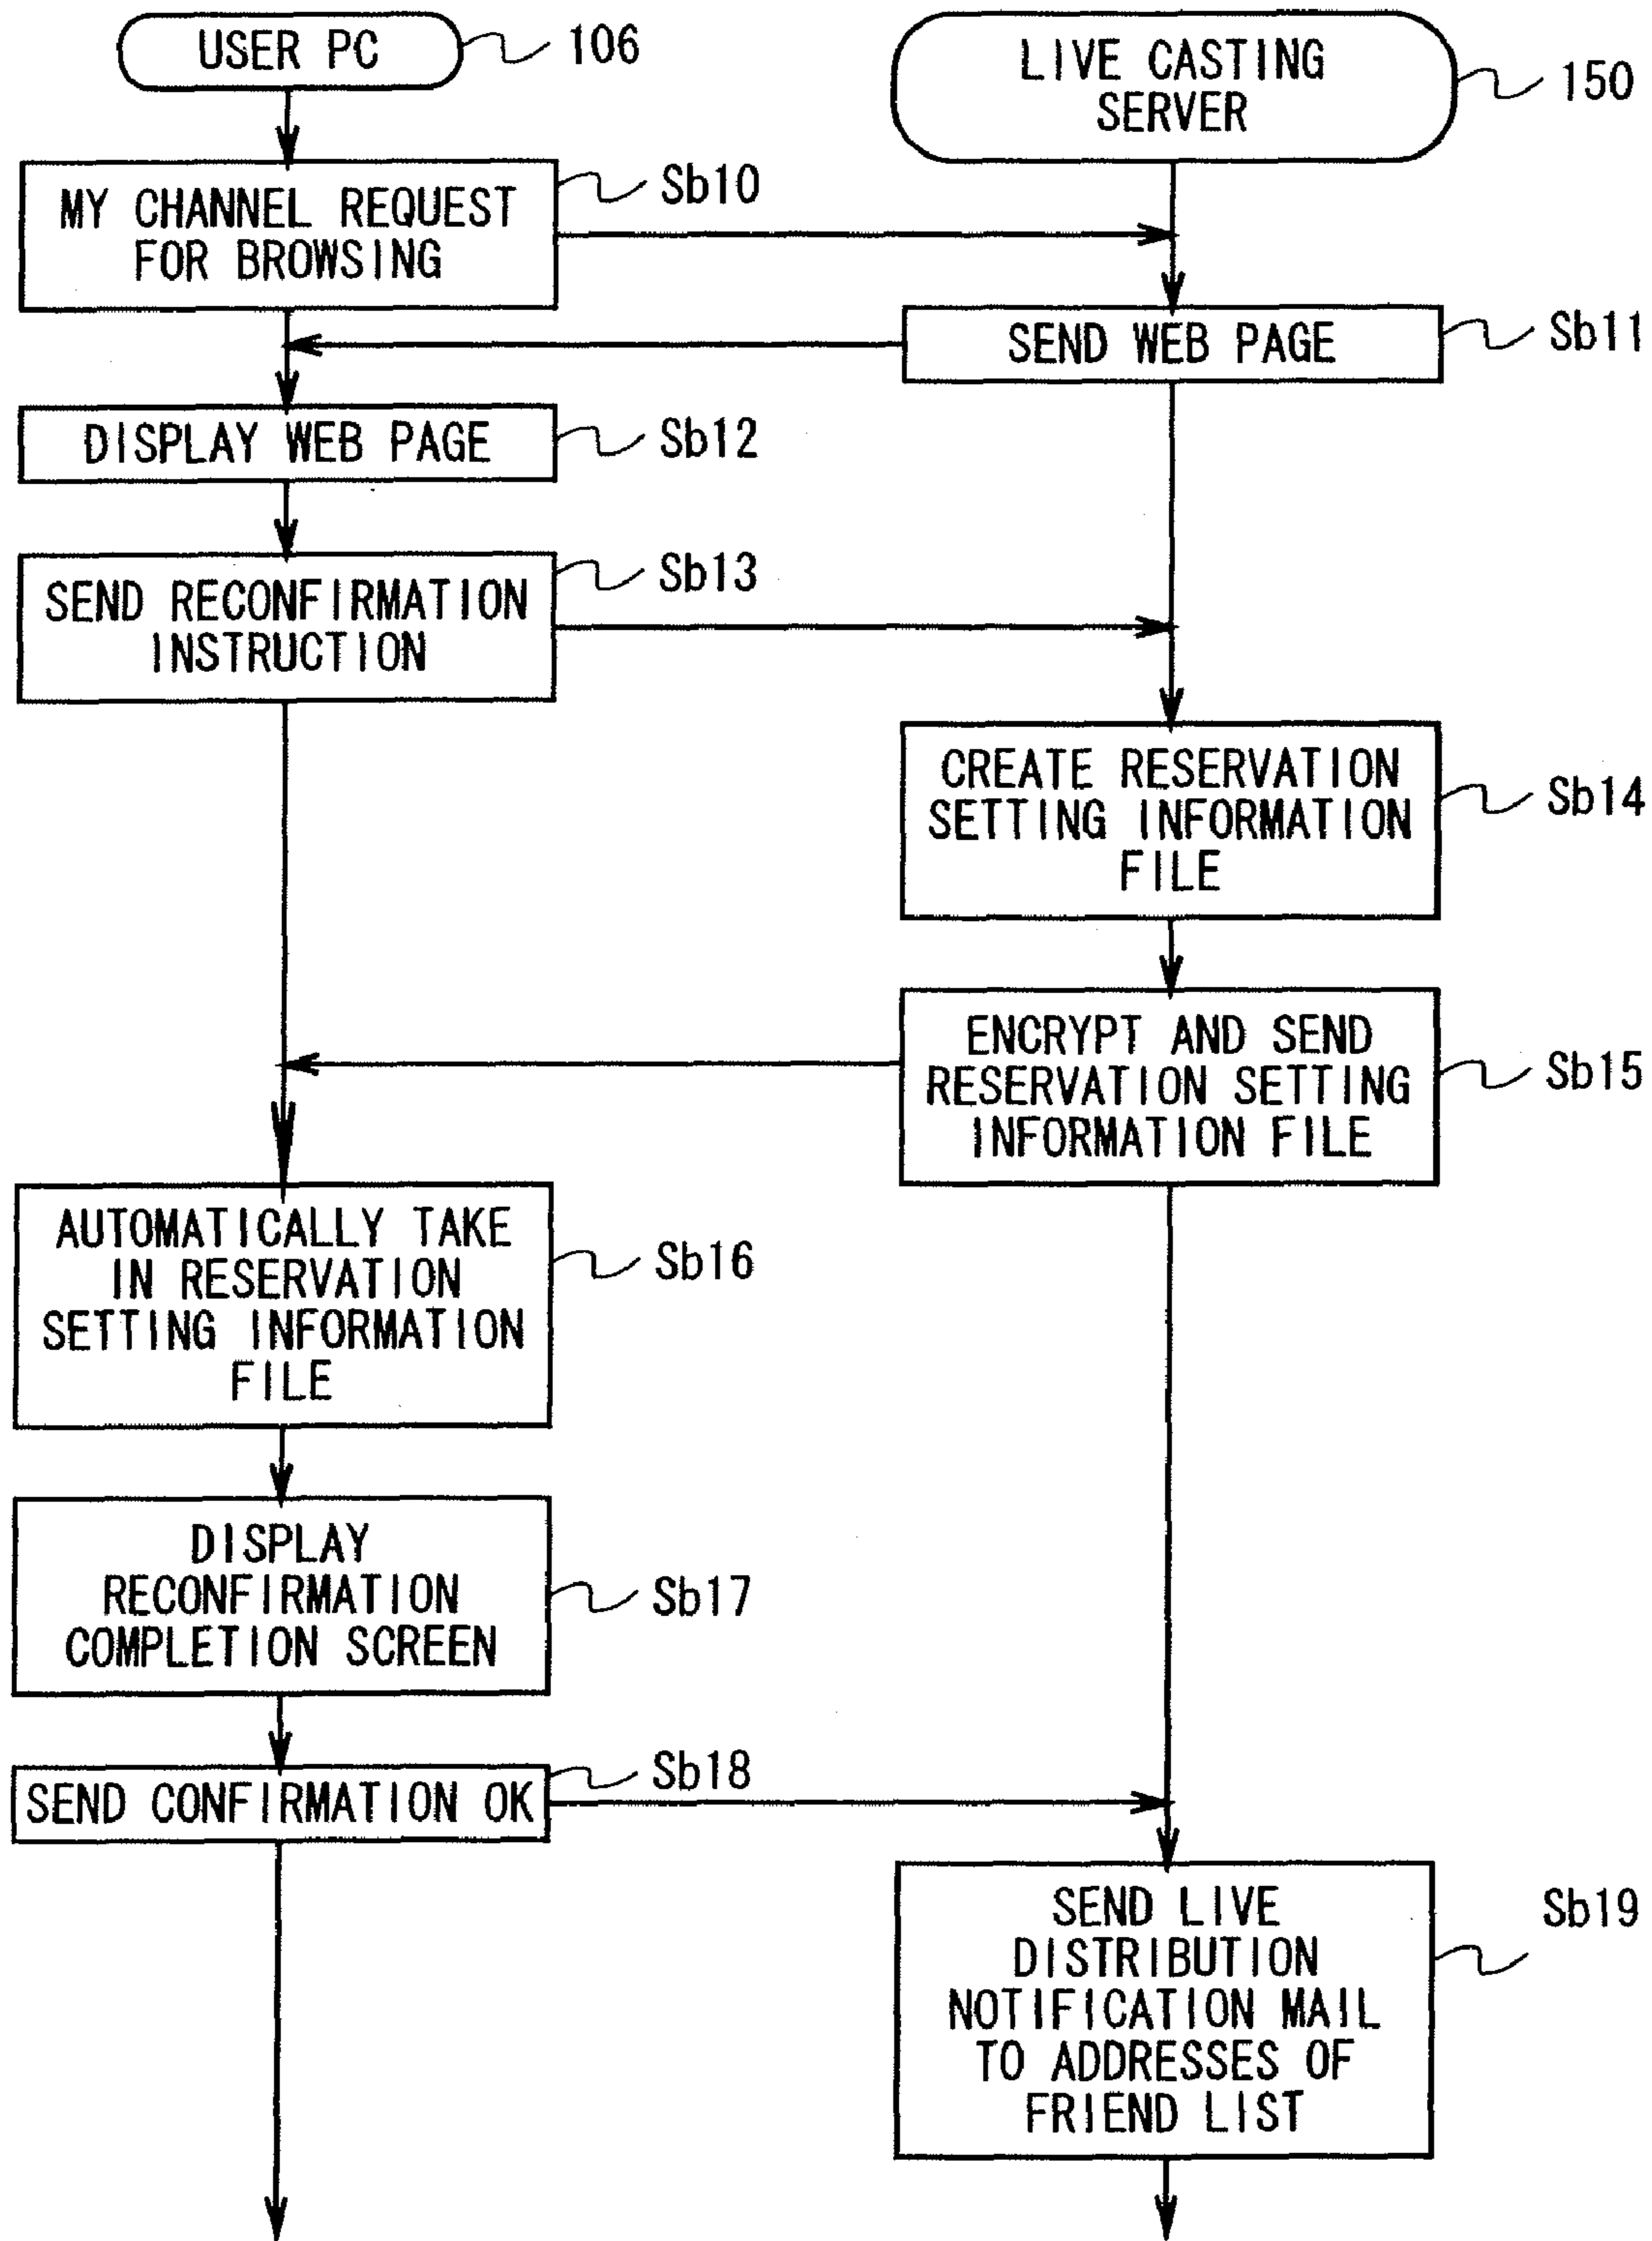 USER PC
106
LIVE CASTING
SERVER
150
MY CHANNEL REQUEST
FOR BROWSING
Sb10
SEND WEB PAGE
Sb11
DISPLAY WEB PAGE
Sb12
SEND RECONFIRMATION
INSTRUCTION
Sb13
CREATE RESERVATION
SETTING INFORMATION
FILE
Sb14
ENCRYPT AND SEND
RESERVATION SETTING
INFORMATION FILE
Sb15
AUTOMATICALLY TAKE
IN RESERVATION
SETTING INFORMATION
FILE
Sb16
DISPLAY
RECONFIRMATION
COMPLETION SCREEN
Sb17
SEND CONFIRMATION OK
Sb18
SEND LIVE
DISTRIBUTION
NOTIFICATION MAIL
TO ADDRESSES OF
FRIEND LIST
Sb19